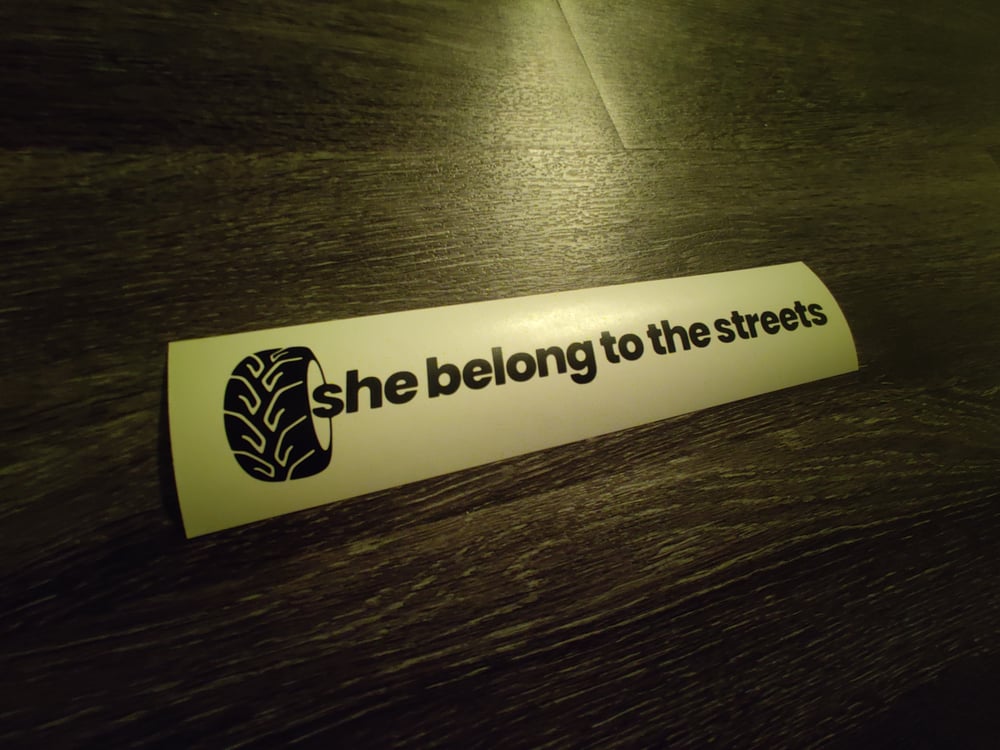 she belong to the streets